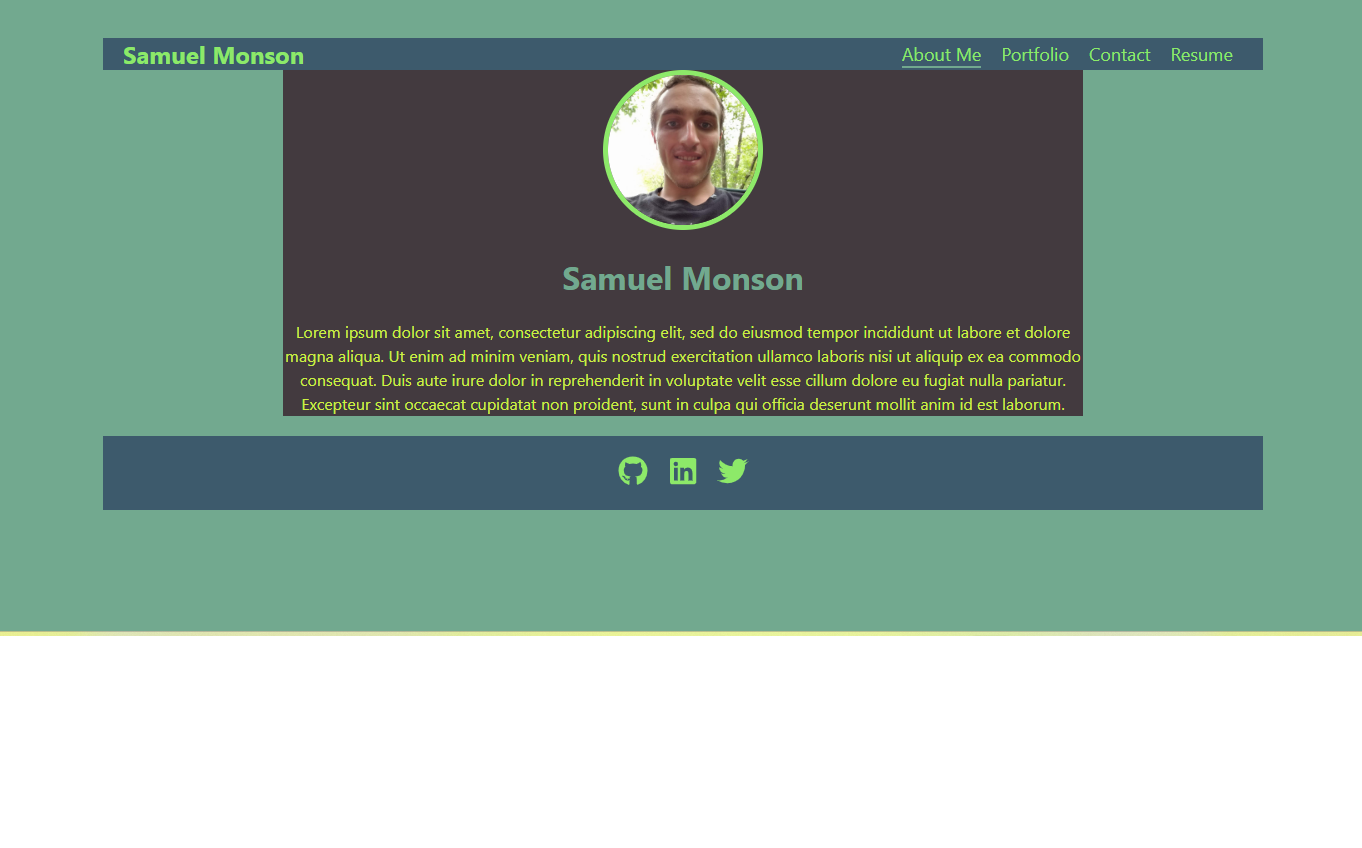 Samuel Monson
About Me Portfolio Contact Resume
Samuel Monson
Lorem ipsum dolor sit amet, consectetur adipiscing elit, sed do eiusmod tempor incididunt ut labore et dolore
magna aliqua. Ut enim ad minim veniam, quis nostrud exercitation ullamco laboris nisi ut aliquip ex ea commodo
consequat. Duis aute irure dolor in reprehenderit in voluptate velit esse cillum dolore eu fugiat nulla pariatur.
Excepteur sint occaecat cupidatat non proident, sunt in culpa qui officia deserunt mollit anim id est laborum.
in